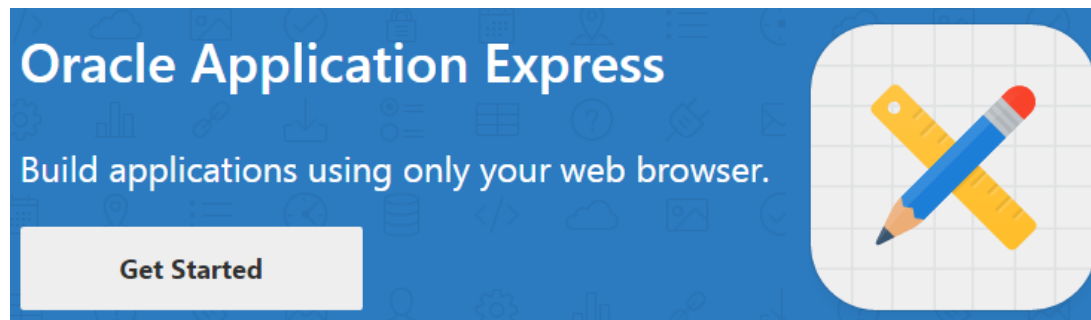 Oracle Application Express
Build applications using only your web browser.
Get Started